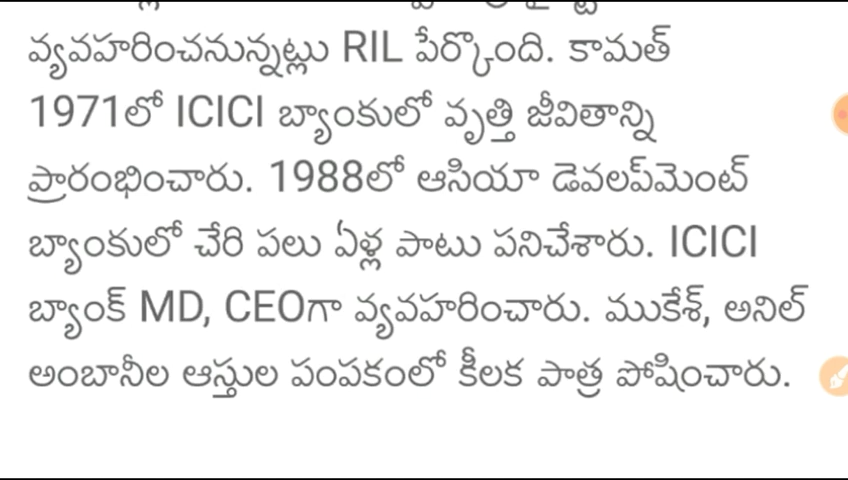 వ్యవహరించనున్నట్లు RIL పేర్కొంది. కామత్
1971లో ICICI బ్యాంకులో వృత్తి జీవితాన్ని
ప్రారంభించారు. 1988లో ఆసియా డెవలప్‌మెంట్
బ్యాంకులో చేరి పలు ఏళ్ల పాటు పనిచేశారు. ICICI
బ్యాంక్ MD, CEOగా వ్యవహరించారు. ముకేశ్, అనిల్
అంబానీల ఆస్తుల పంపకంలో కీలక పాత్ర పోషించారు.